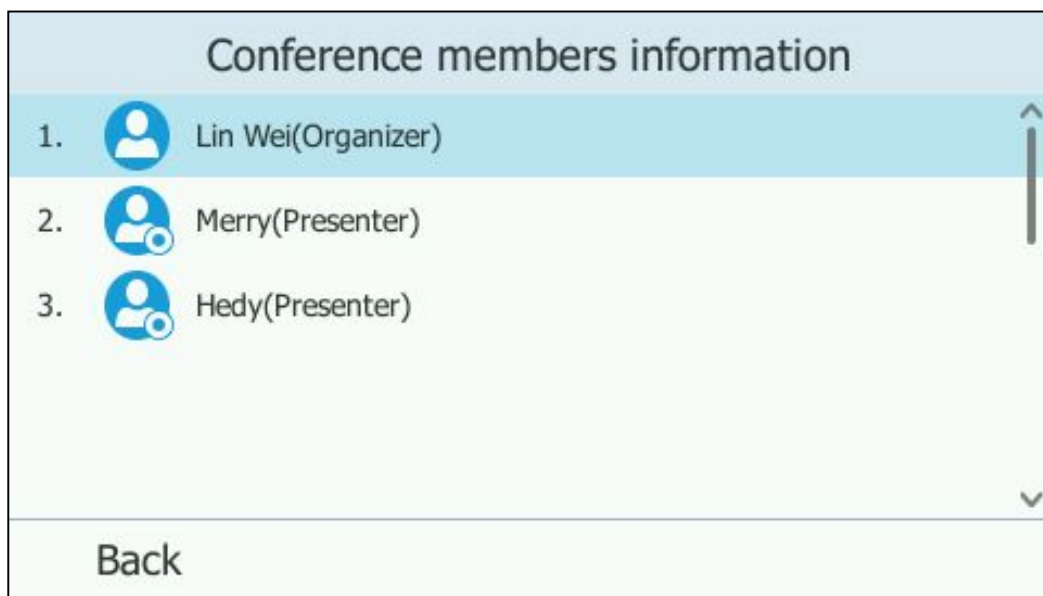 Conference members information
1. Lin Wei(Organizer)
2. Merry(Presenter)
3. Hedy(Presenter)
Back